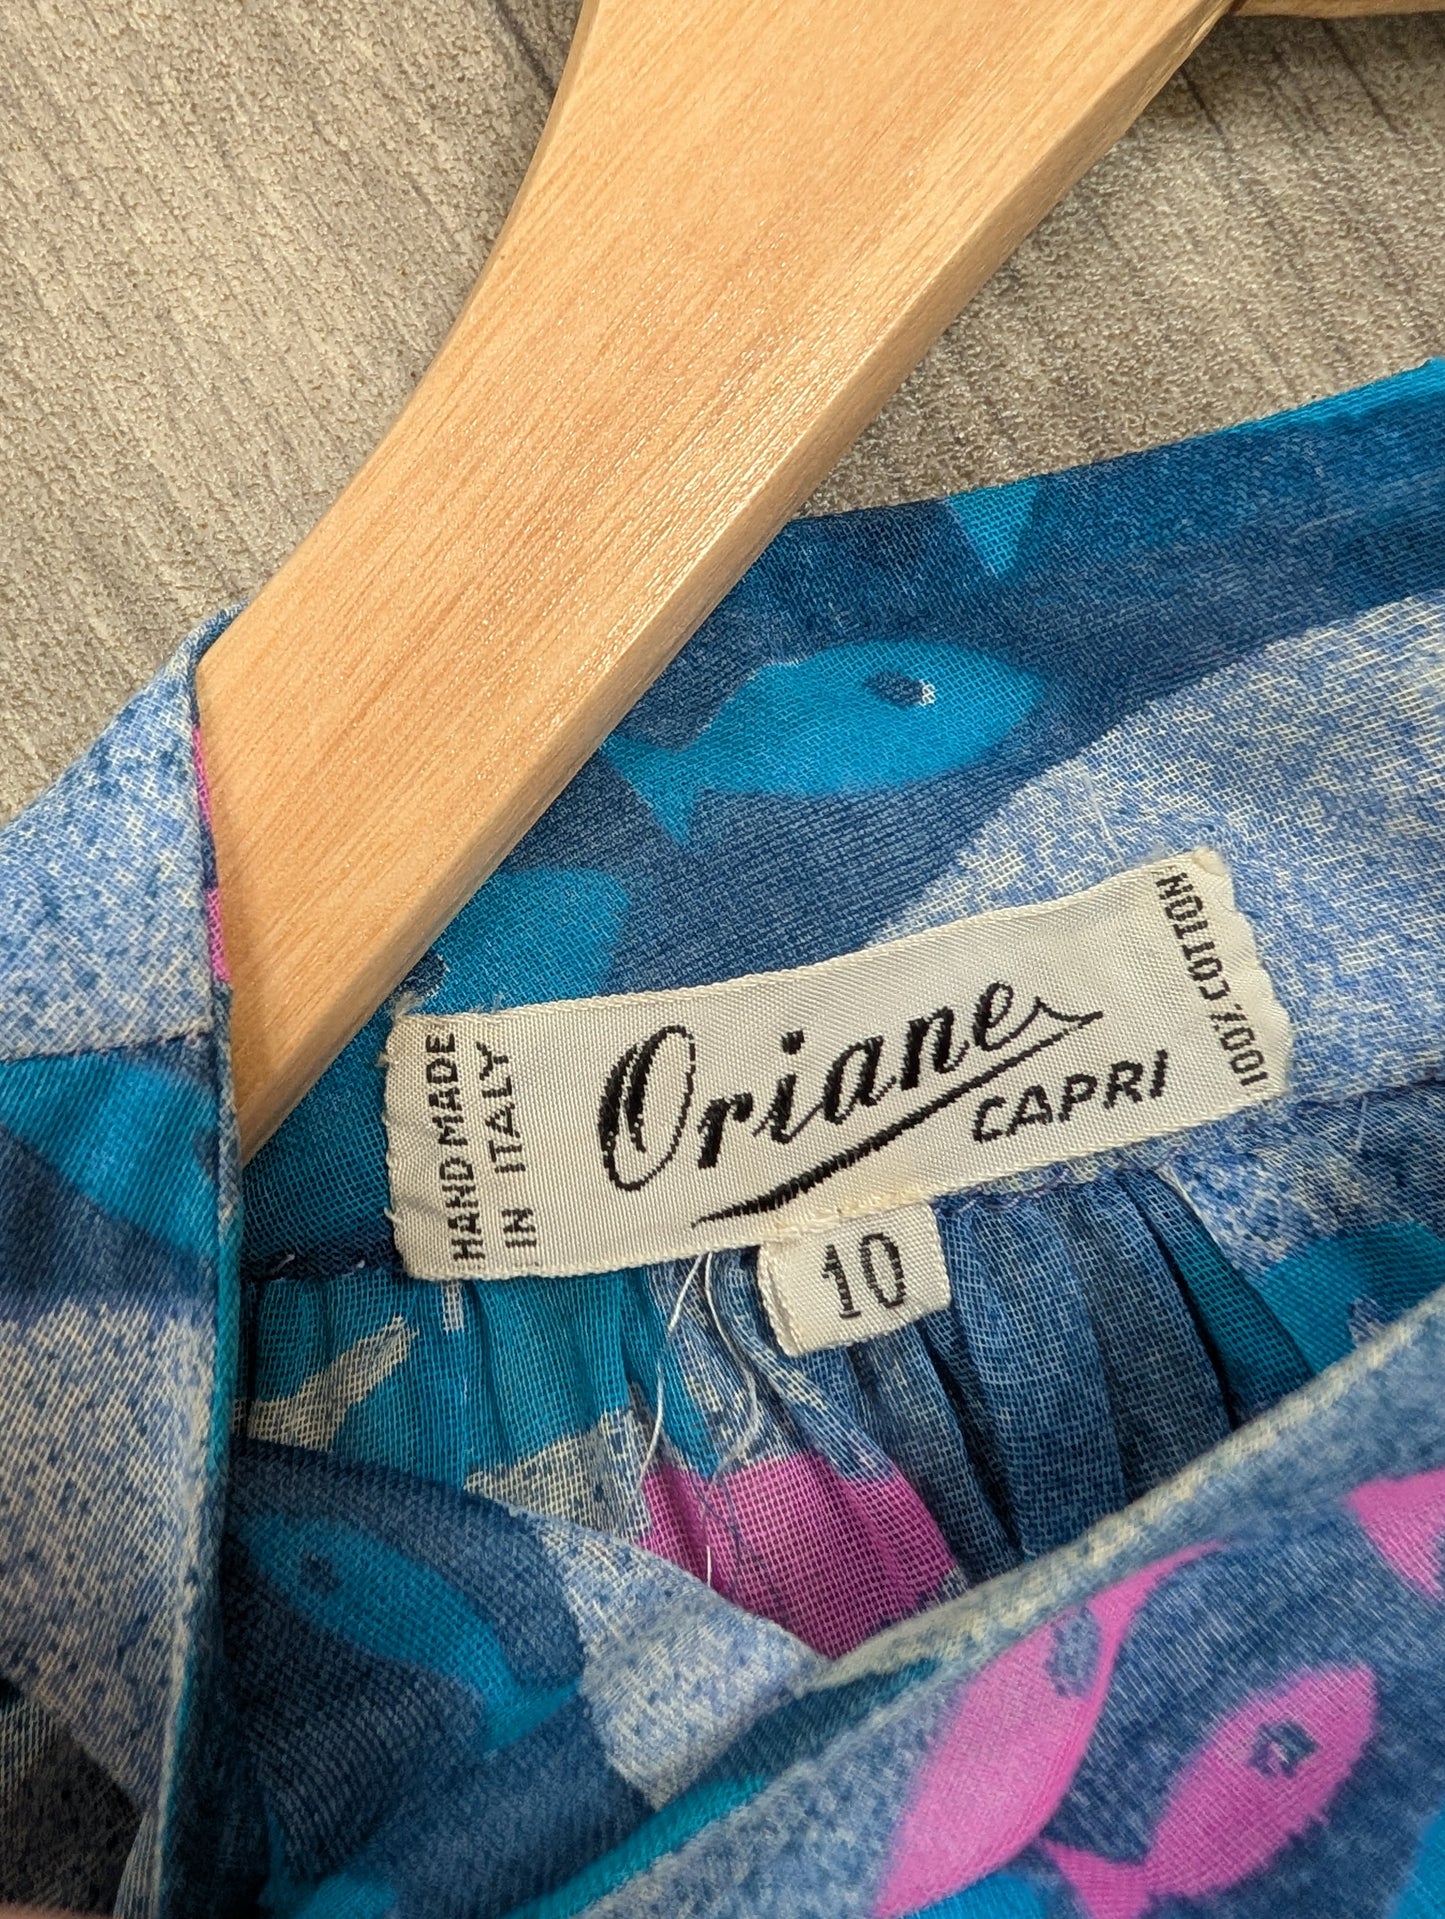 HAND MADE
IN ITALY
Oriane
CAPRI
100% COTTON
10